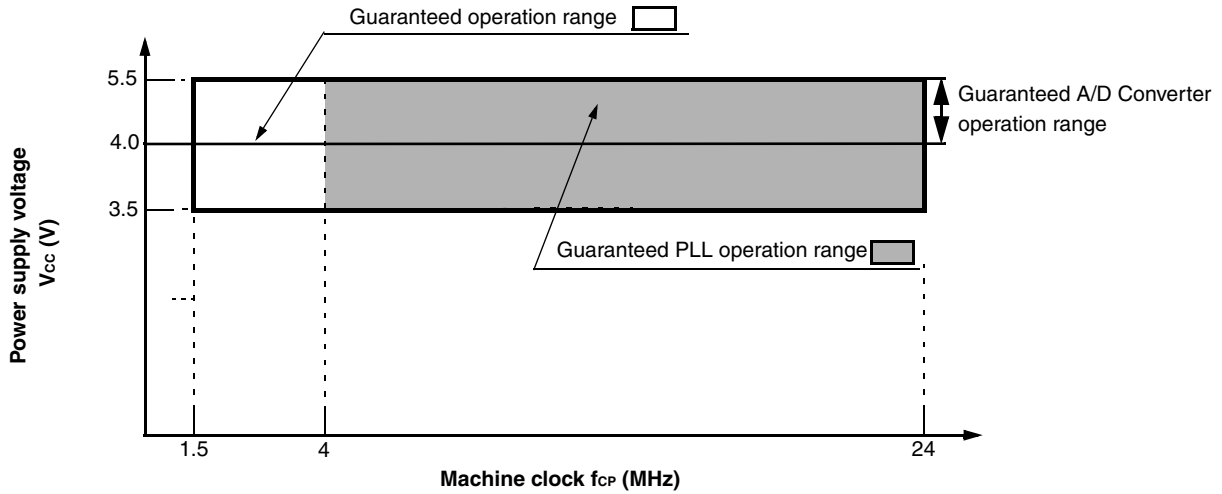 Guaranteed operation range
5.5
4.0
3.5
Guaranteed A/D Converter
operation range
Power supply voltage
Vcc (V)
Guaranteed PLL operation range
1.5
4
24
Machine clock fCP (MHz)